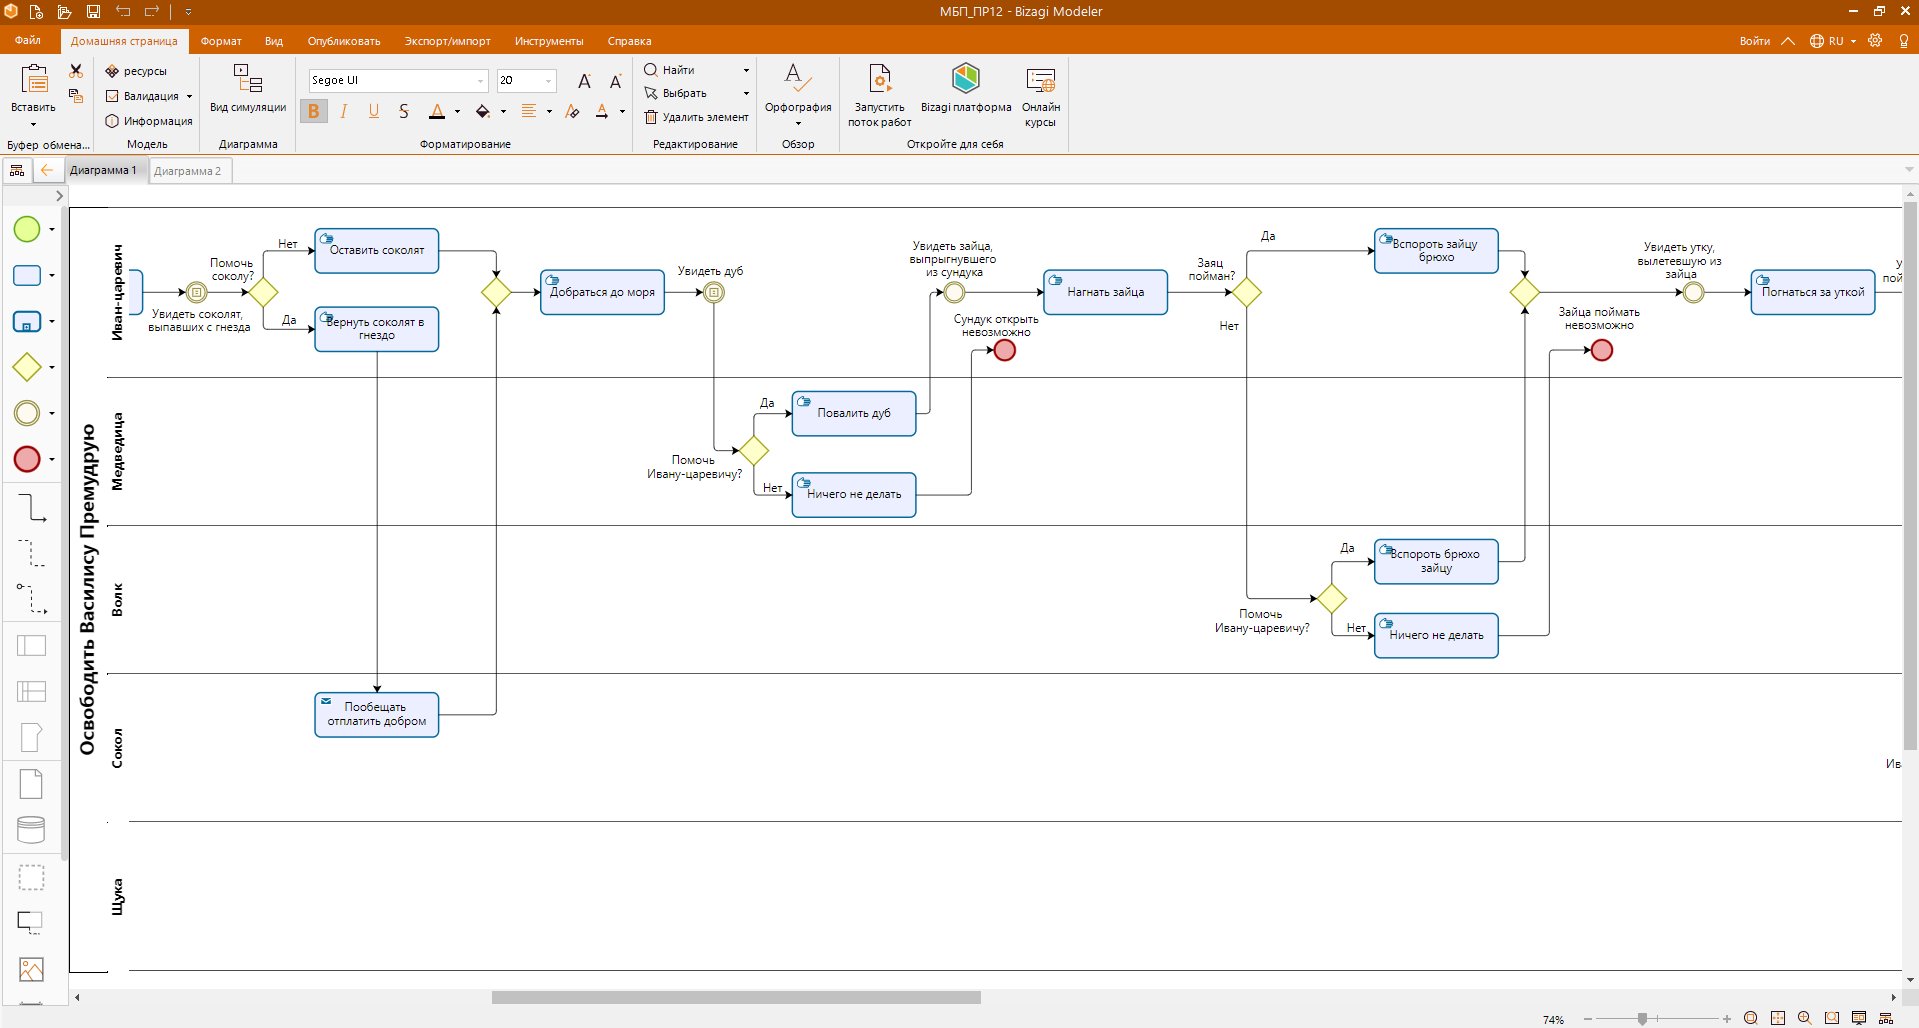 МБП_ПР12 - Bizagi Modeler
Файл
Домашняя страница
Формат
Вид
Опубликовать
Экспорт/импорт
Инструменты
Справка
Войти
RU
Вставить
Буфер обмена...
ресурсы
Валидация
Информация
Модель
Вид симуляции
Диаграмма
Segoe UI
20
Форматирование
Найти
Выбрать
Удалить элемент
Редактирование
Орфография
Обзор
Запустить
поток работ
Bizagi платформа
Онлайн
курсы
Откройте для себя
Диаграмма 1
Диаграмма 2
Освободить Василису Премудрую
Иван-царевич
Увидеть соколят,
выпавших с гнезда
Помочь
соколу?
Нет
Да
Оставить соколят
Вернуть соколят в
гнездо
Добраться до моря
Увидеть дуб
Увидеть зайца,
выпрыгнувшего
из сундука
Сундук открыть
невозможно
Нагнать зайца
Заяц
пойман?
Да
Нет
Вспороть зайцу
брюхо
Увидеть утку,
вылетевшую из
зайца
Зайца поймать
невозможно
Погнаться за уткой
У
пой
Медведица
Помочь
Ивану-царевичу?
Да
Нет
Повалить дуб
Ничего не делать
Волк
Помочь
Ивану-царевичу?
Да
Нет
Вспороть брюхо
зайцу
Ничего не делать
Сокол
Пообещать
отплатить добром
Ив
Щука
74%